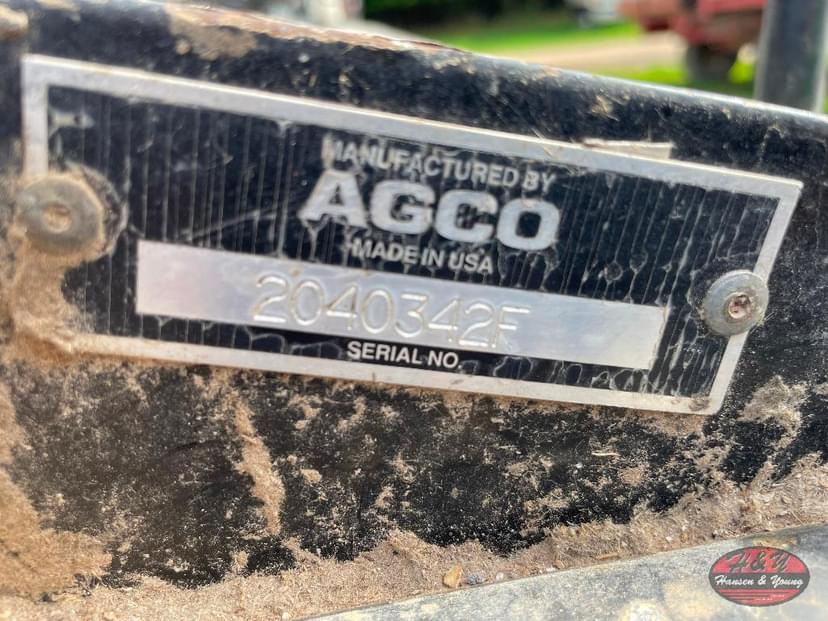 MANUFACTURED BY
AGCO
MADE IN USA
2040342F
SERIAL NO.
H&Y
Hansen & Young